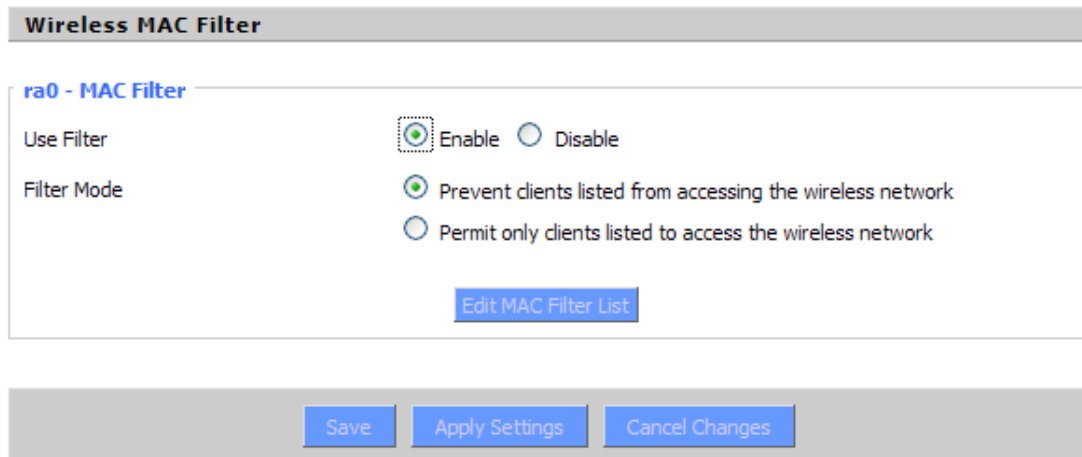 Wireless MAC Filter
ra0 - MAC Filter
Use Filter Enable Disable
Filter Mode Prevent clients listed from accessing the wireless network
Permit only clients listed to access the wireless network
Edit MAC Filter List
Save Apply Settings Cancel Changes